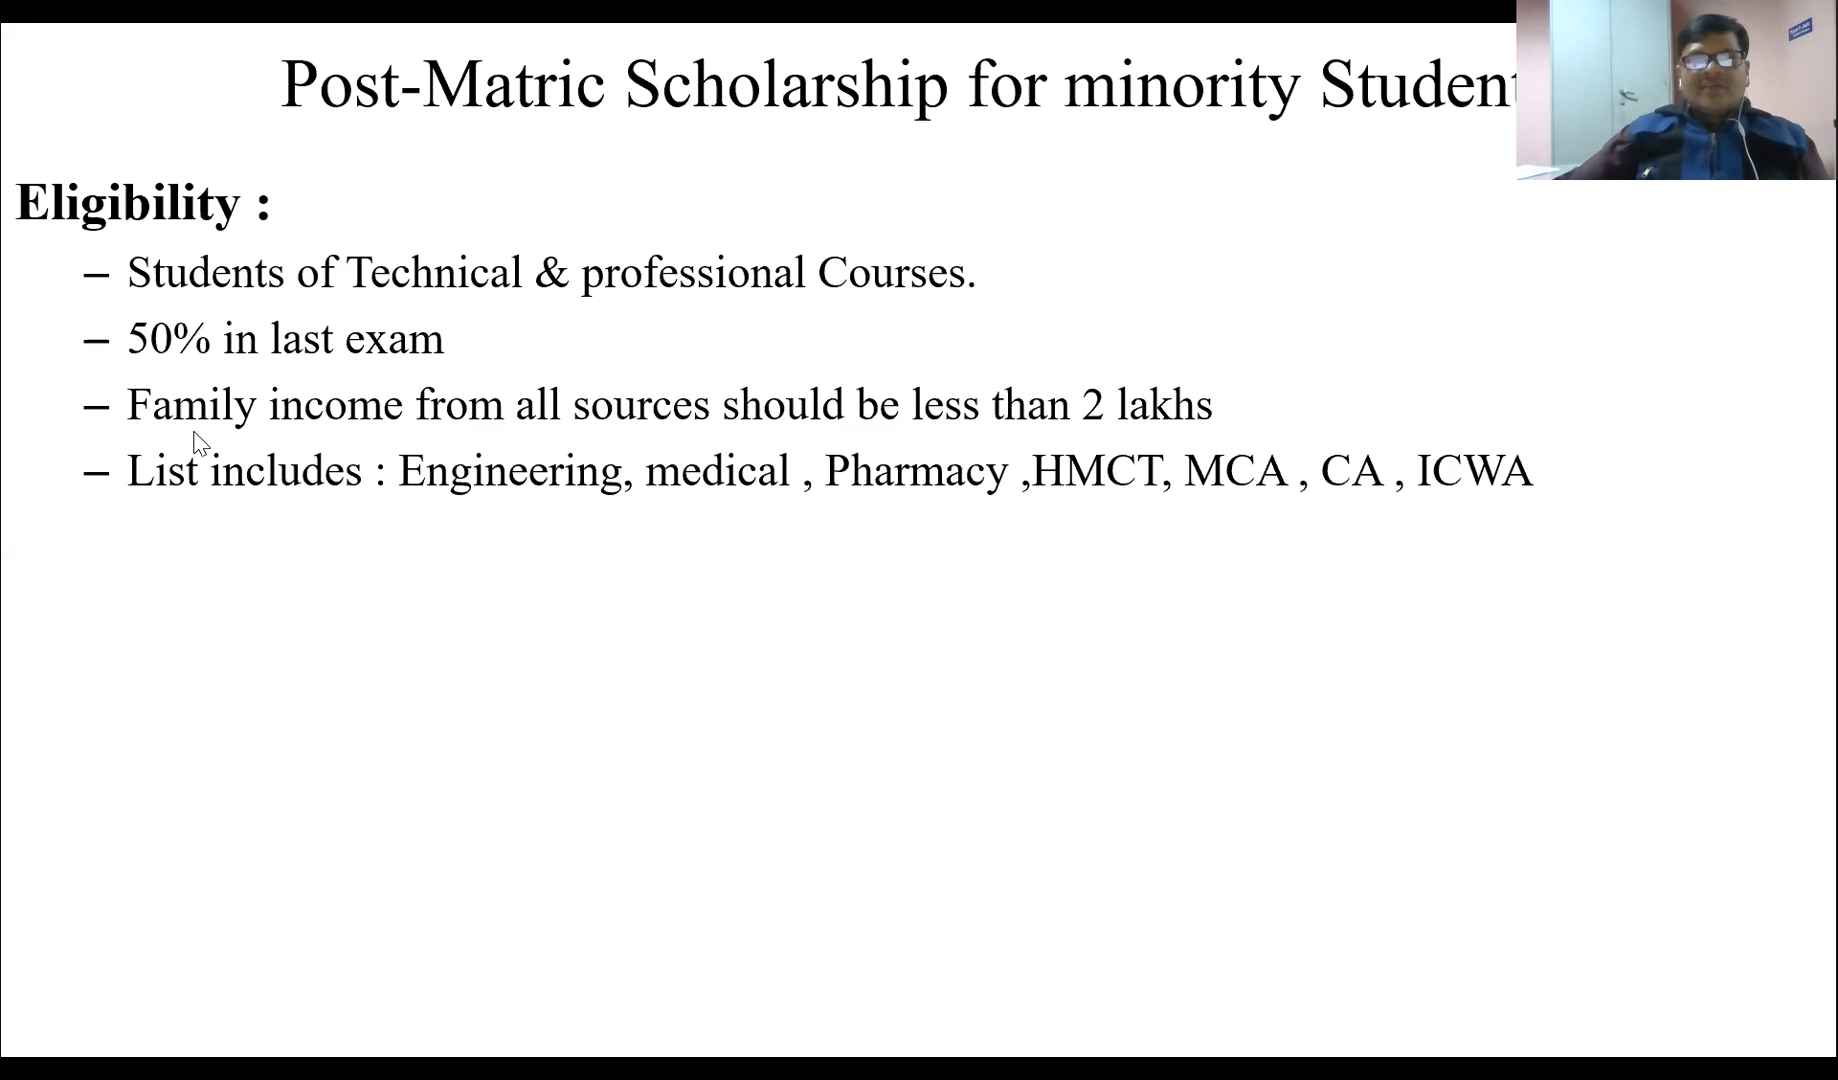 Post-Matric Scholarship for minority Student
Eligibility :
– Students of Technical & professional Courses.
– 50% in last exam
– Family income from all sources should be less than 2 lakhs
– List includes : Engineering, medical , Pharmacy ,HMCT, MCA , CA , ICWA